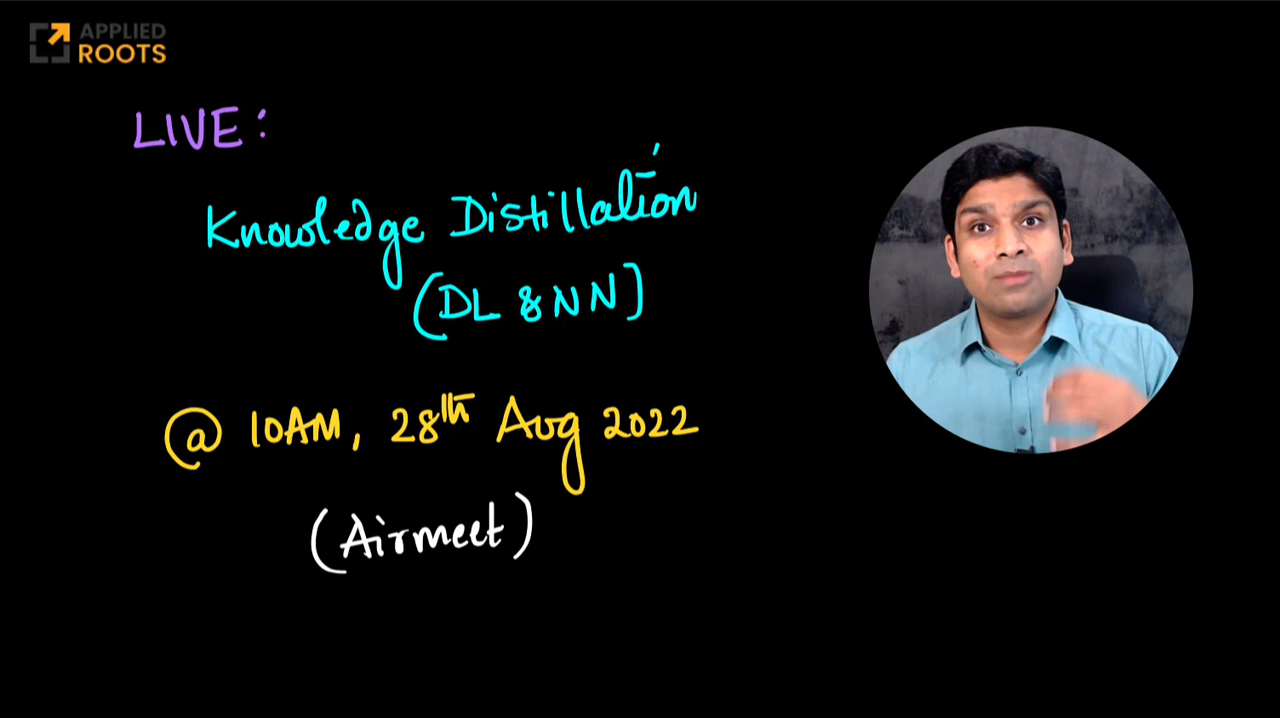 APPLIED
ROOTS
LIVE:
Knowledge Distillation
(DL & NN)
@ 10AM, 28th Aug 2022
(Airmeet)